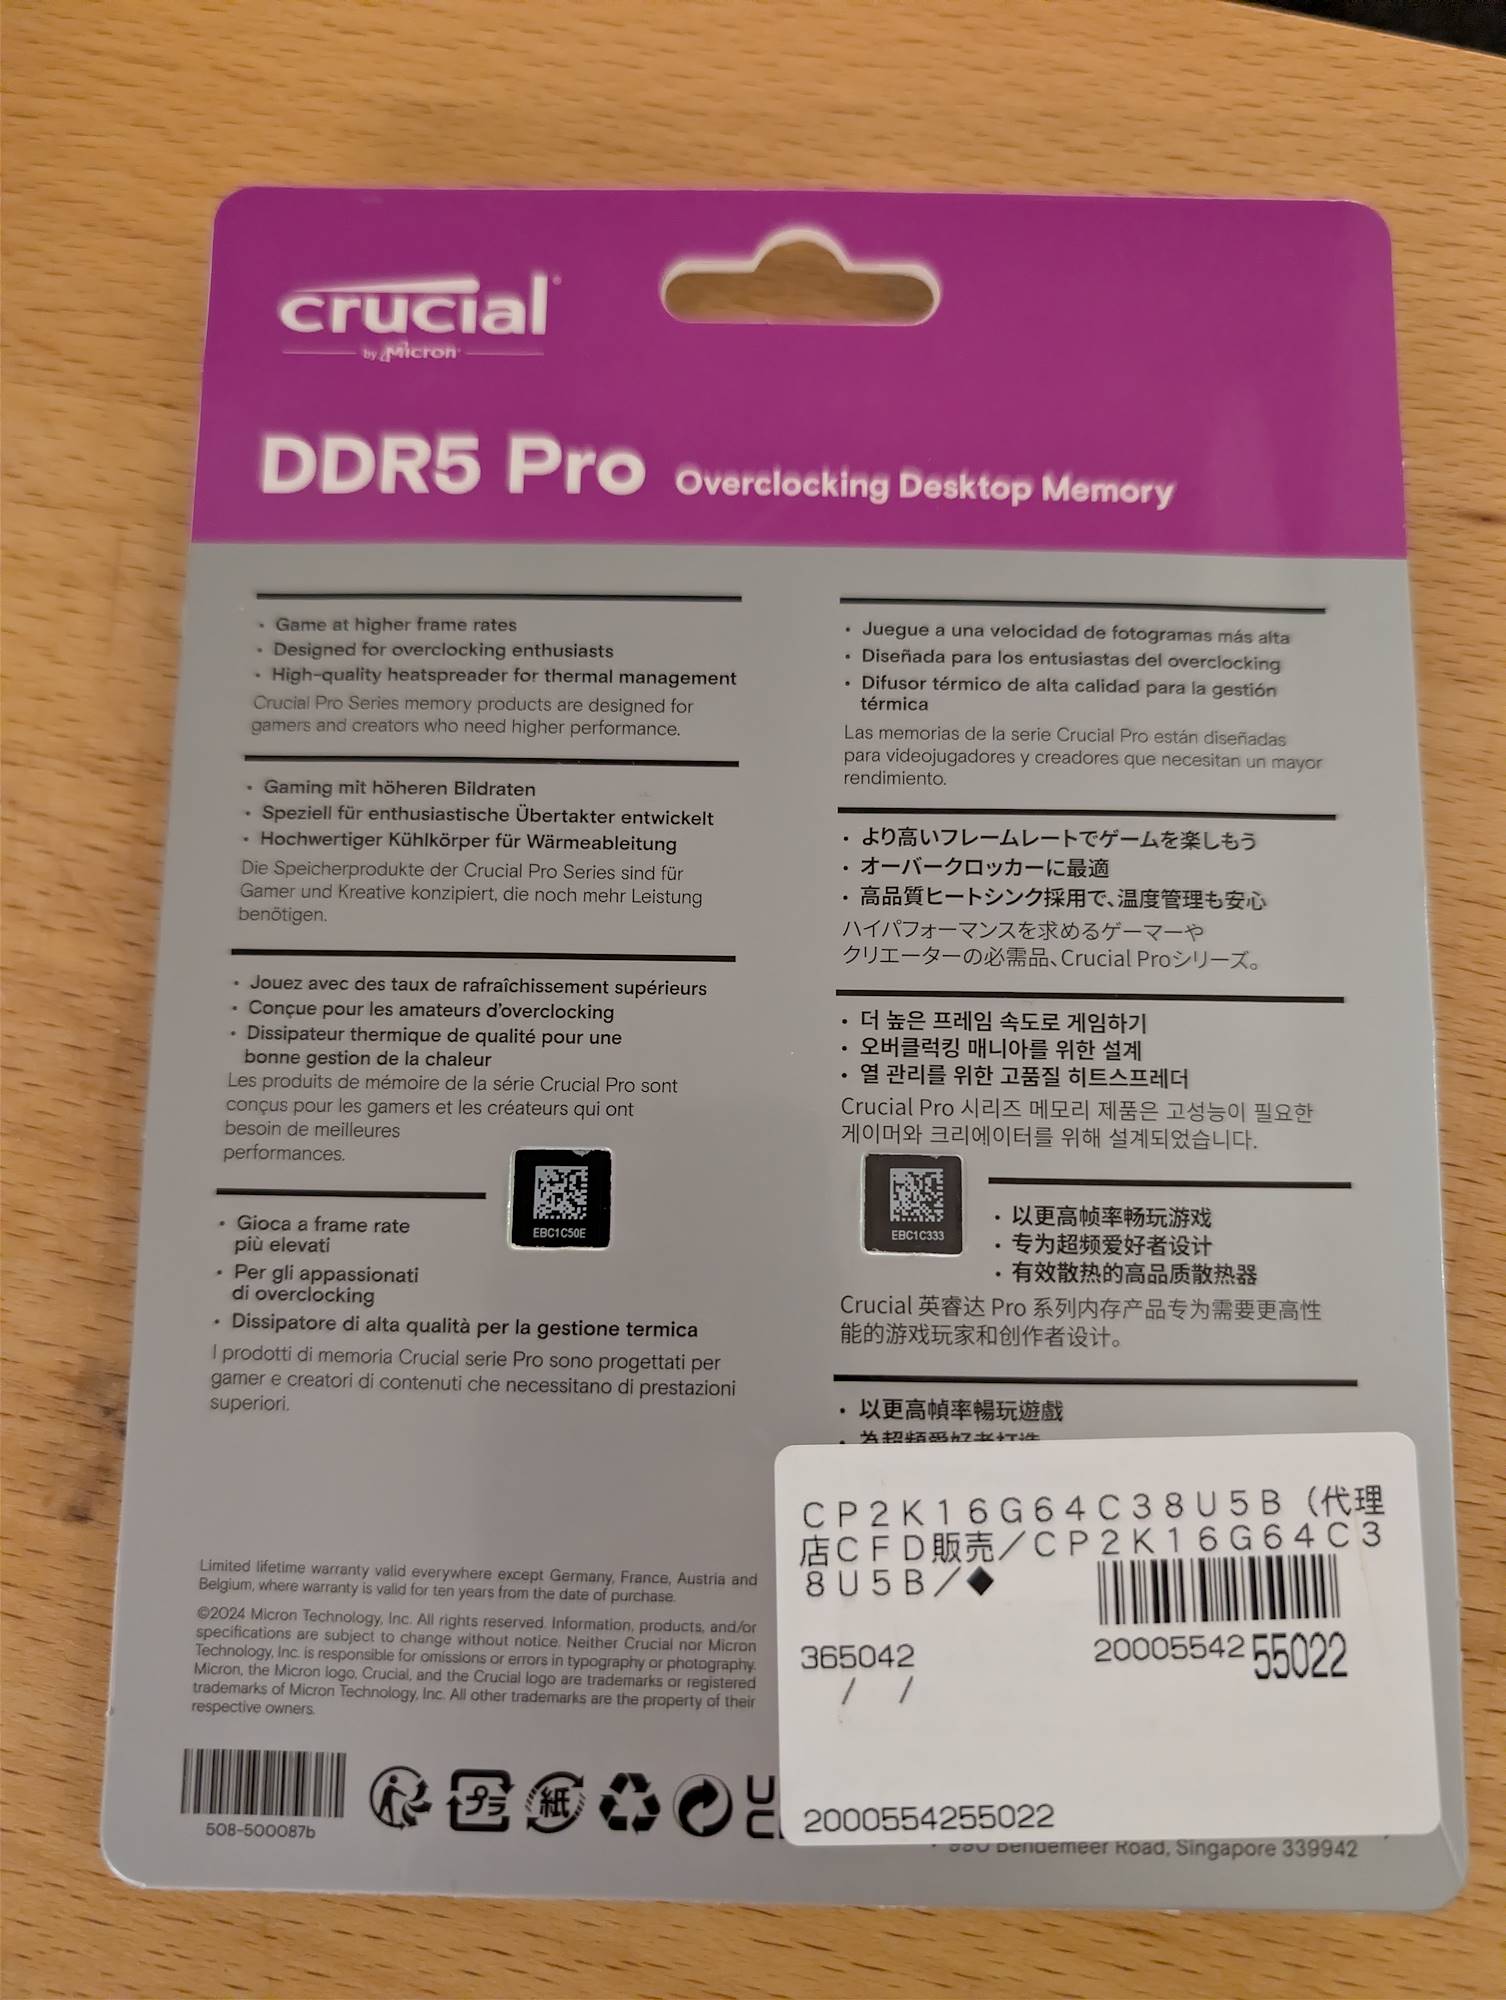 crucial
by Micron
DDR5 Pro Overclocking Desktop Memory
• Game at higher frame rates
• Designed for overclocking enthusiasts
• High-quality heatspreader for thermal management
Crucial Pro Series memory products are designed for
gamers and creators who need higher performance.
• Gaming mit höheren Bildraten
• Speziell für enthusiastische Übertakter entwickelt
• Hochwertiger Kühlkörper für Wärmeableitung
Die Speicherprodukte der Crucial Pro Series sind für
Gamer und Kreative konzipiert, die noch mehr Leistung
benötigen.
• Jouez avec des taux de rafraîchissement supérieurs
• Conçue pour les amateurs d'overclocking
• Dissipateur thermique de qualité pour une
bonne gestion de la chaleur
Les produits de mémoire de la série Crucial Pro sont
conçus pour les gamers et les créateurs qui ont
besoin de meilleures
performances.
• Gioca a frame rate
più elevati
• Per gli appassionati
di overclocking
• Dissipatore di alta qualità per la gestione termica
I prodotti di memoria Crucial serie Pro sono progettati per
gamer e creatori di contenuti che necessitano di prestazioni
superiori.
EBC1C50E
• Juegue a una velocidad de fotogramas más alta
• Diseñada para los entusiastas del overclocking
• Difusor térmico de alta calidad para la gestión
térmica
Las memorias de la serie Crucial Pro están diseñadas
para videojugadores y creadores que necesitan un mayor
rendimiento.
• より高いフレームレートでゲームを楽しもう
• オーバークロッカーに最適
• 高品質ヒートシンク採用で、温度管理も安心
ハイパフォーマンスを求めるゲーマーや
クリエーターの必需品、Crucial Proシリーズ。
• 더 높은 프레임 속도로 게임하기
• 오버클럭킹 매니아를 위한 설계
• 열 관리를 위한 고품질 히트스프레더
Crucial Pro 시리즈 메모리 제품은 고성능이 필요한
게이머와 크리에이터를 위해 설계되었습니다.
EBC1C333
• 以更高帧率畅玩游戏
• 专为超频爱好者设计
• 有效散热的高品质散热器
Crucial 英睿达 Pro 系列内存产品专为需要更高性
能的游戏玩家和创作者设计。
• 以更高幀率暢玩遊戲
• 為超頻愛好者打造
Limited lifetime warranty valid everywhere except Germany, France, Austria and
Belgium, where warranty is valid for ten years from the date of purchase.
©2024 Micron Technology, Inc. All rights reserved. Information, products, and/or
specifications are subject to change without notice. Neither Crucial nor Micron
Technology, Inc. is responsible for omissions or errors in typography or photography.
Micron, the Micron logo, Crucial, and the Crucial logo are trademarks or registered
trademarks of Micron Technology, Inc. All other trademarks are the property of their
respective owners.
508-500087b
プラ
紙
CP2K16G64C38U5B（代理
店CFD販売／CP2K16G64C3
8U5B／◆
365042
/ /
2000554255022
2000554255022
Bendemeer Road, Singapore 339942